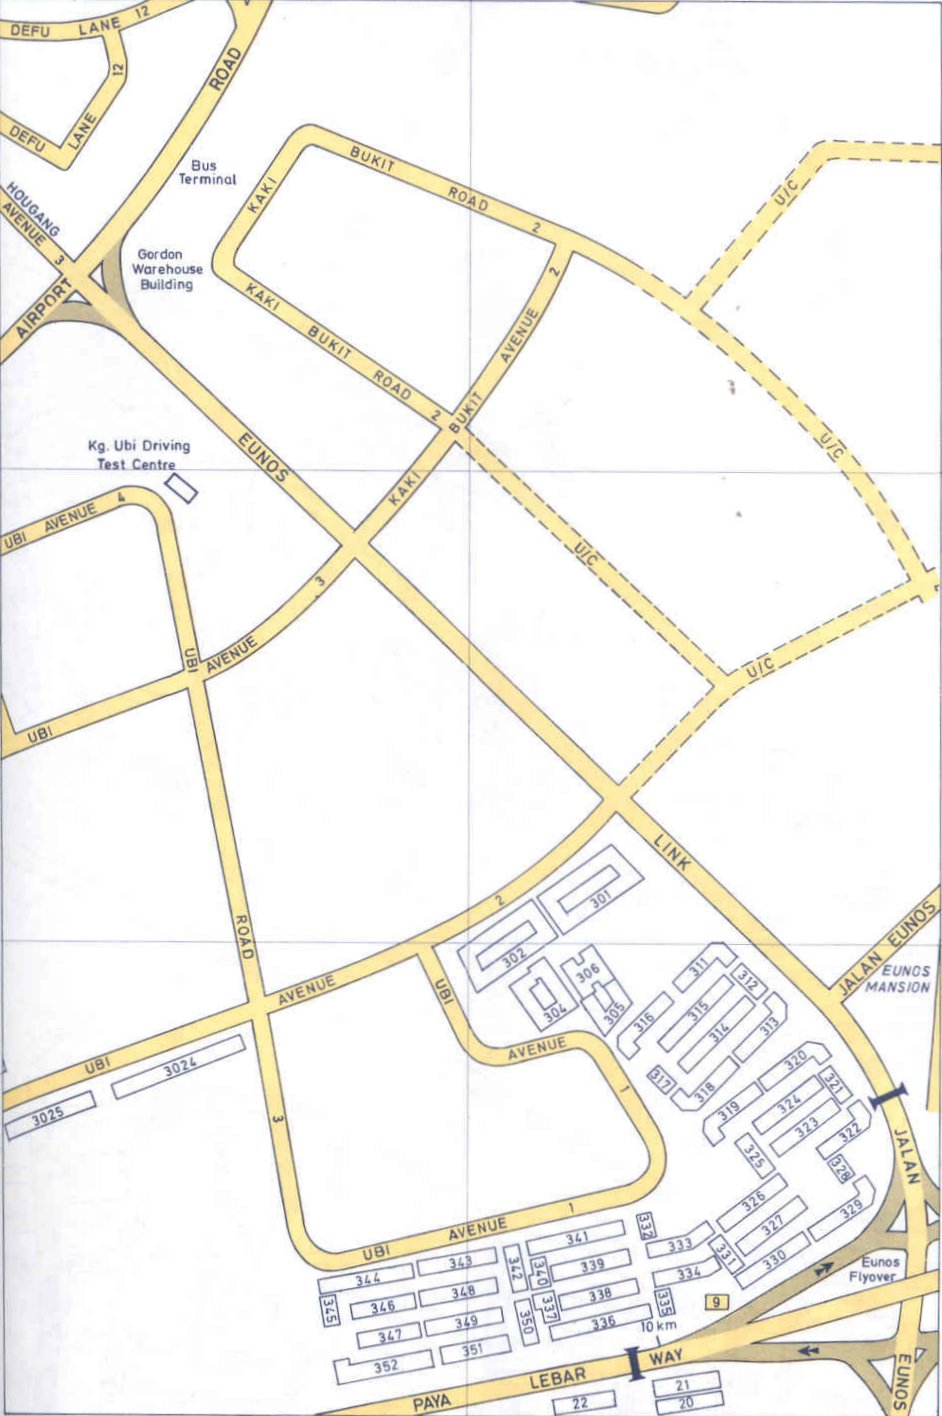 DEFU LANE 12
LANE 12
DEFU
ROAD
HOUGANG
AVENUE 3
AIRPORT
Bus
Terminal
Gordon
Warehouse
Building
KAKI
BUKIT
ROAD
2
U/C
KAKI
BUKIT
ROAD
2
KAKI
BUKIT
AVENUE
2
EUNOS
Kg. Ubi Driving
Test Centre
UBI AVENUE 4
U/C
U/C
UBI
AVENUE
3
UBI
U/C
LINK
ROAD
3
UBI
AVENUE
2
JALAN EUNOS
EUNOS
MANSION
301
302
306
304
305
311
312
316
315
314
313
317
318
319
320
321
324
323
322
325
328
326
327
329
330
331
332
333
334
335
UBI
AVENUE
1
3024
3025
JALAN
EUNOS
UBI AVENUE 1
341
342
343
344
345
340
339
338
337
336
346
348
347
349
350
351
352
9
10 km
Eunos
Flyover
PAYA LEBAR WAY
22
21
20